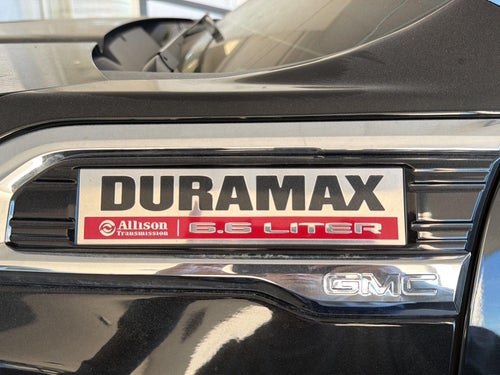 DURAMAX
Allison Transmission | 6.6 LITER
GMC